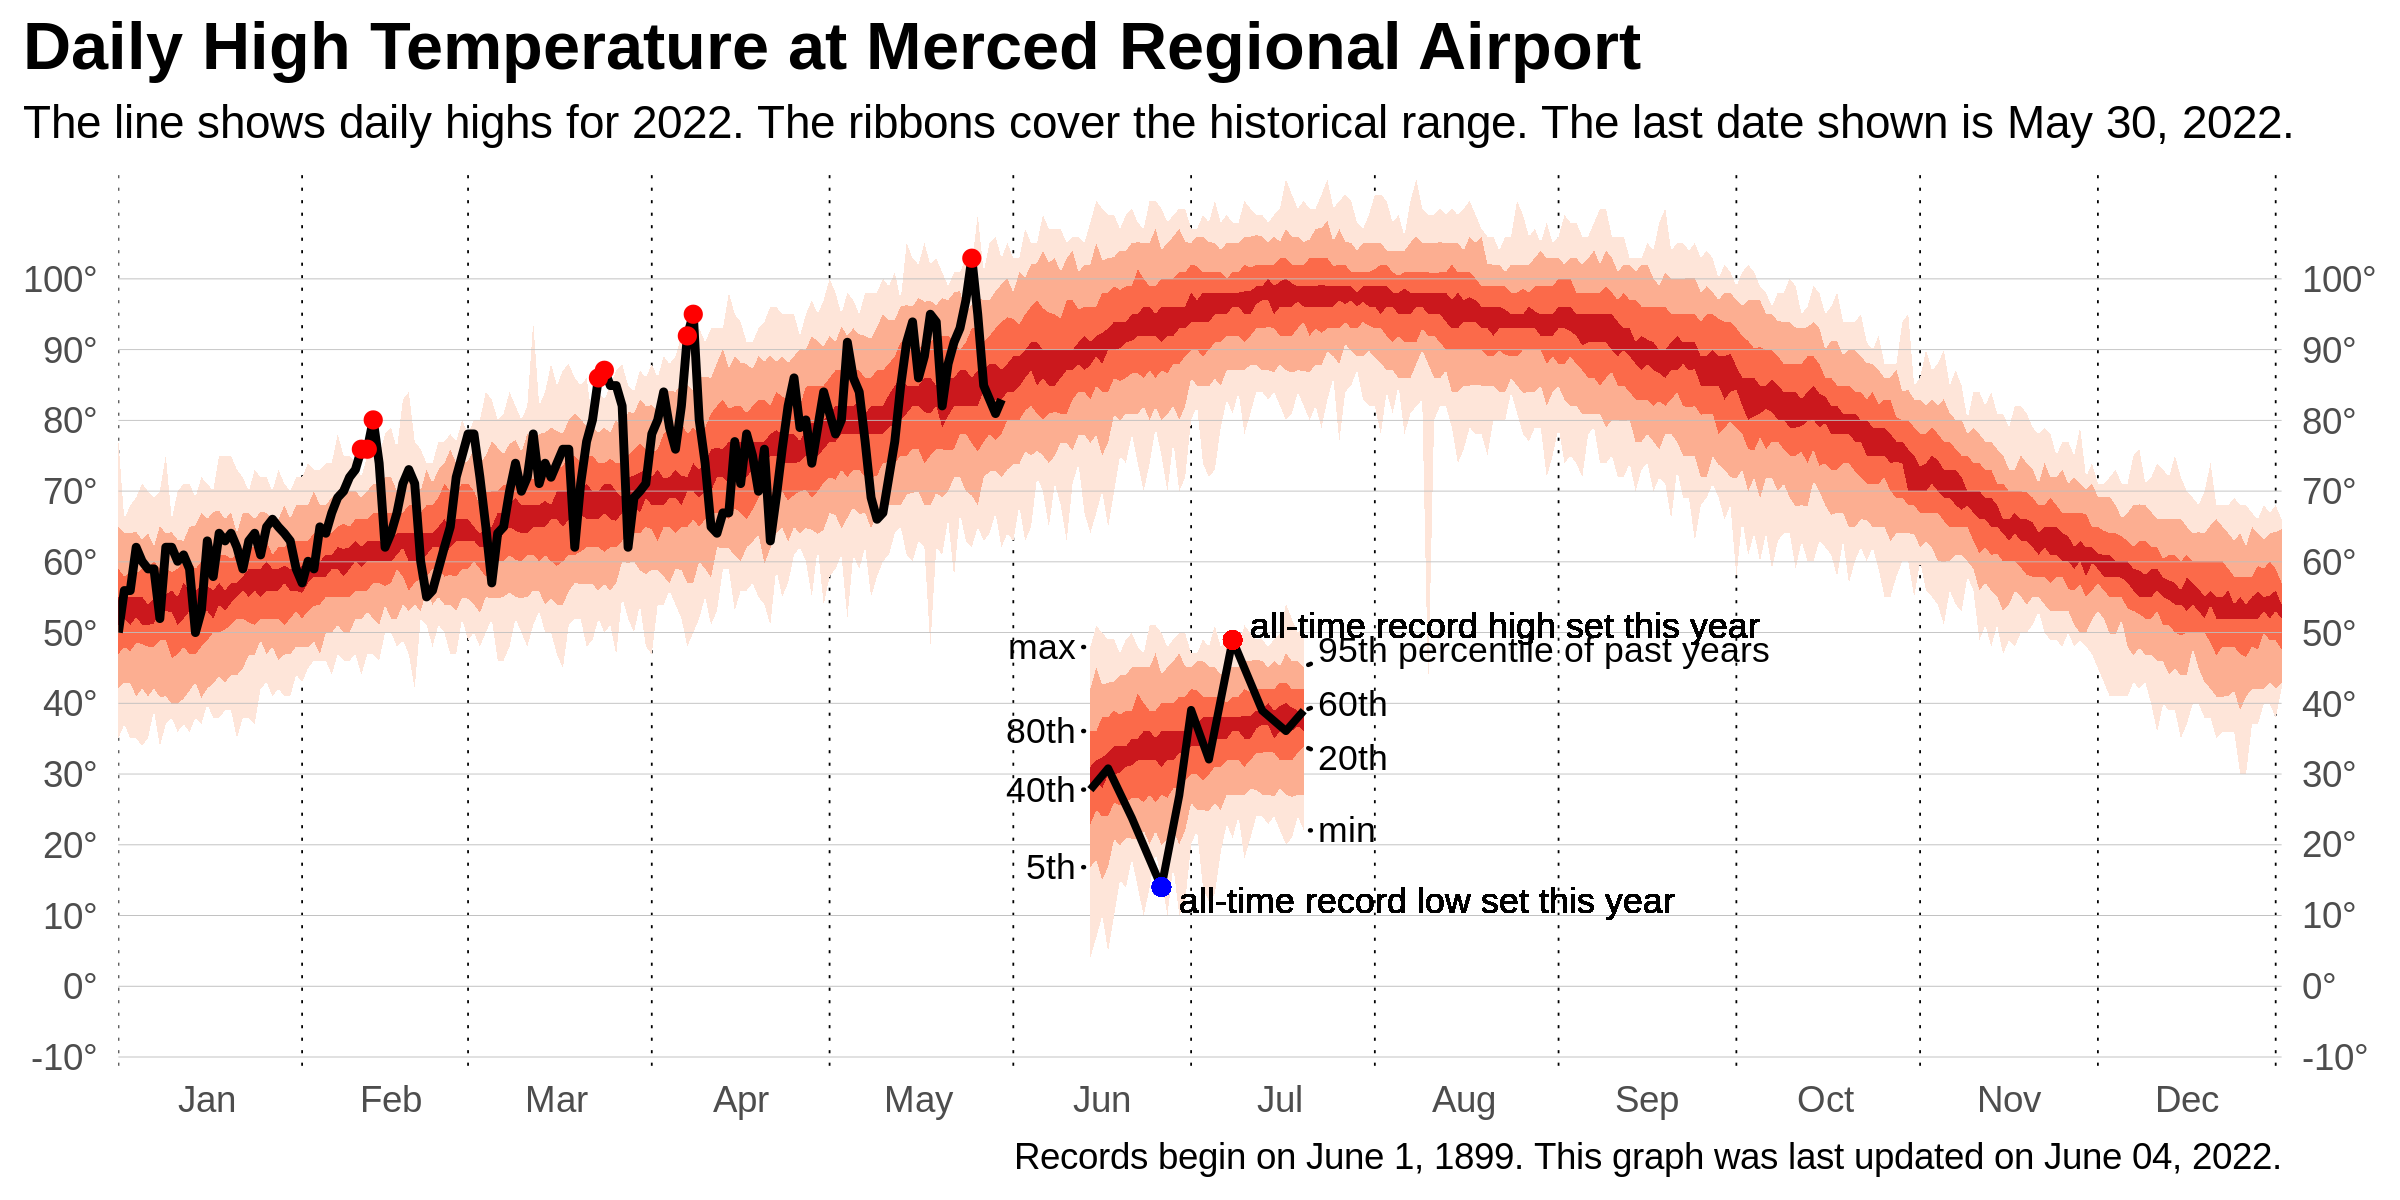 Daily High Temperature at Merced Regional Airport
The line shows daily highs for 2022. The ribbons cover the historical range. The last date shown is May 30, 2022.
100° 100°
90° 90°
80° 80°
70° 70°
60° 60°
50° 50°
40° 40°
30° 30°
20° 20°
10° 10°
0° 0°
-10° -10°
all-time record high set this year
max
95th percentile of past years
60th
80th
20th
40th
min
5th
all-time record low set this year
Jan Feb Mar Apr May Jun Jul Aug Sep Oct Nov Dec
Records begin on June 1, 1899. This graph was last updated on June 04, 2022.